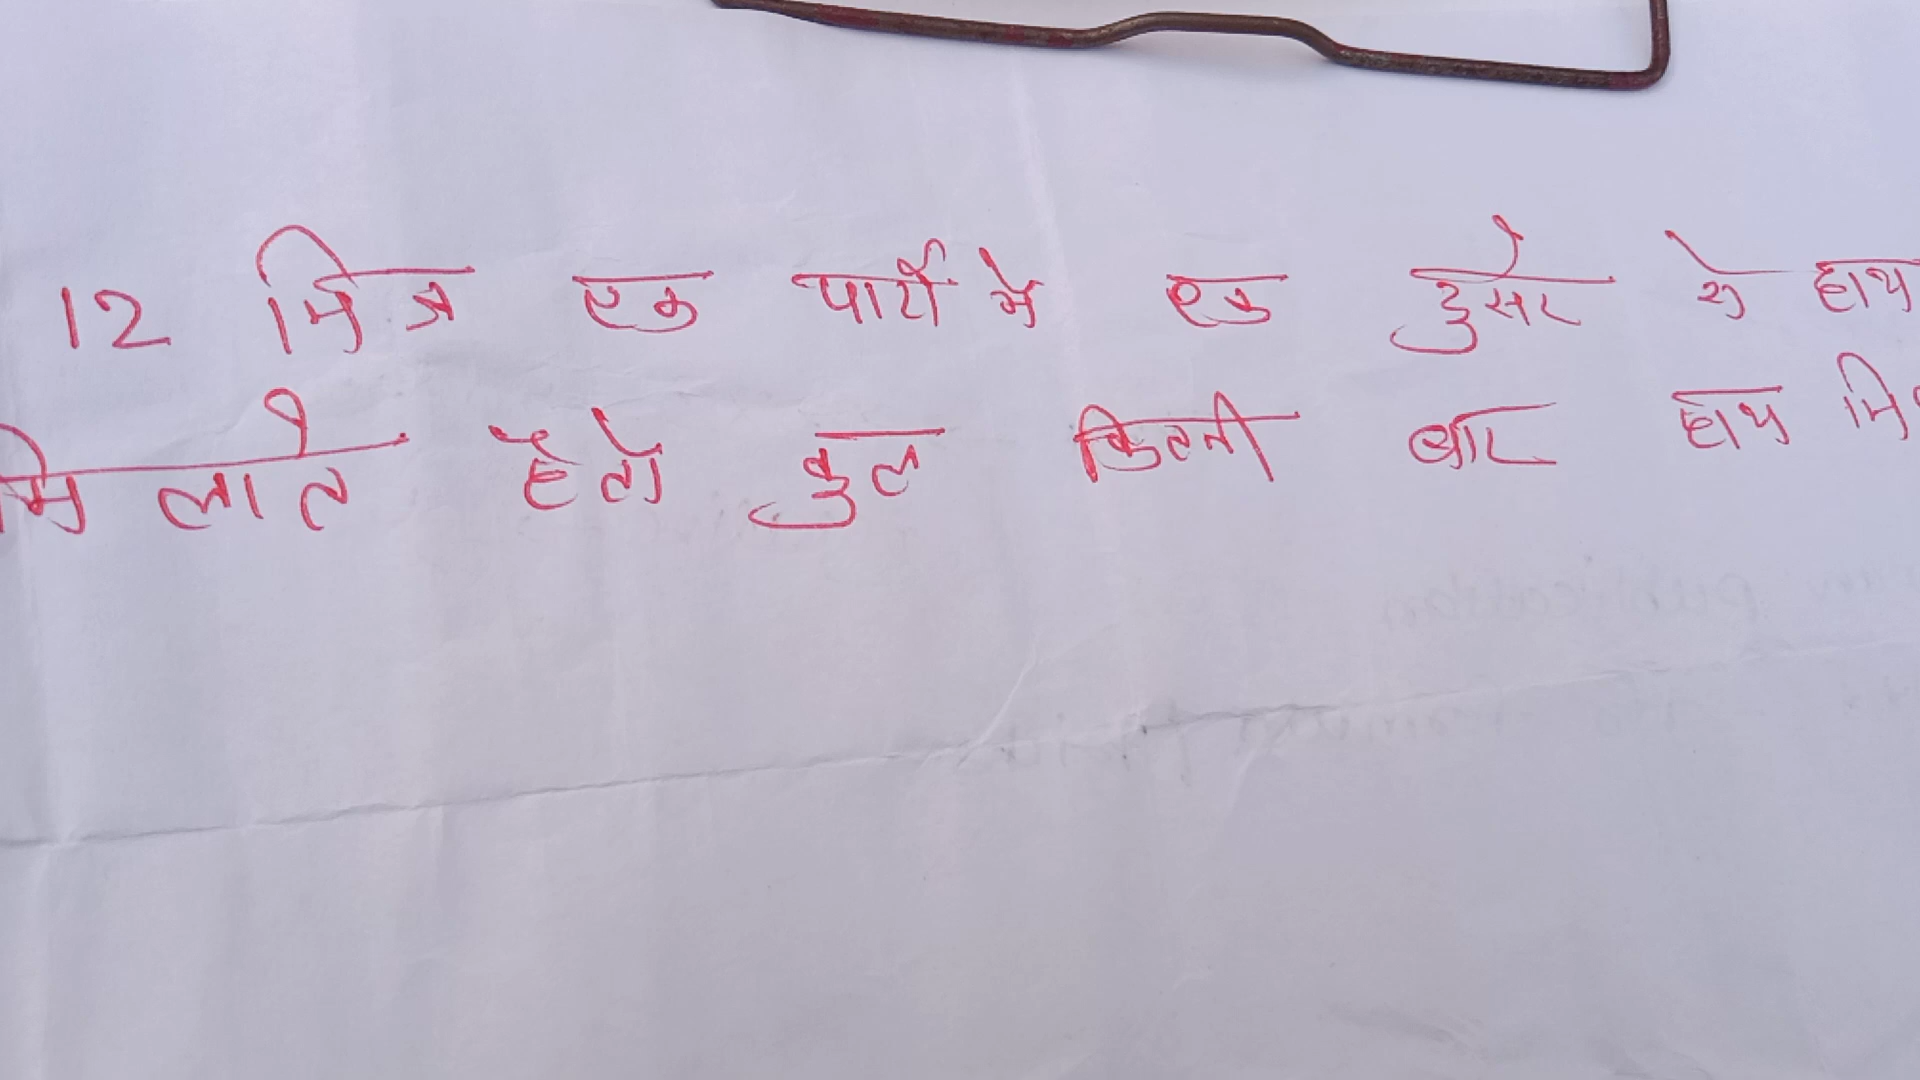 12 मित्र एक पार्टी में एक दुसरे से हाथ
मिलाते है तो कुल कितनी बार हाथ